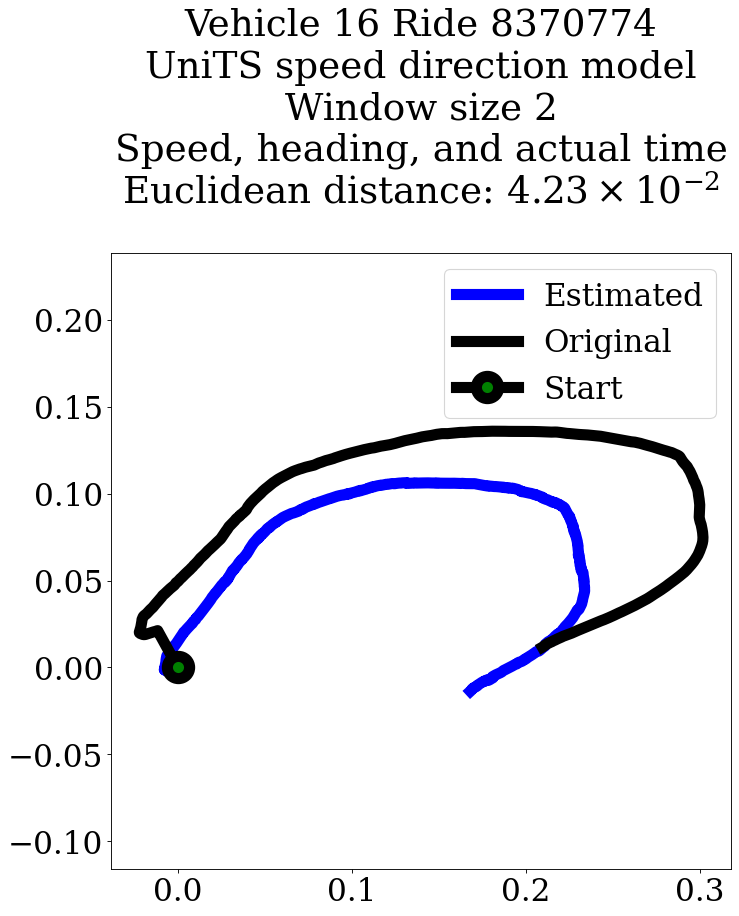 Vehicle 16 Ride 8370774
UniTS speed direction model
Window size 2
Speed, heading, and actual time
Euclidean distance: 4.23 × 10⁻²
Estimated
Original
Start
0.20
0.15
0.10
0.05
0.00
−0.05
−0.10
0.0 0.1 0.2 0.3